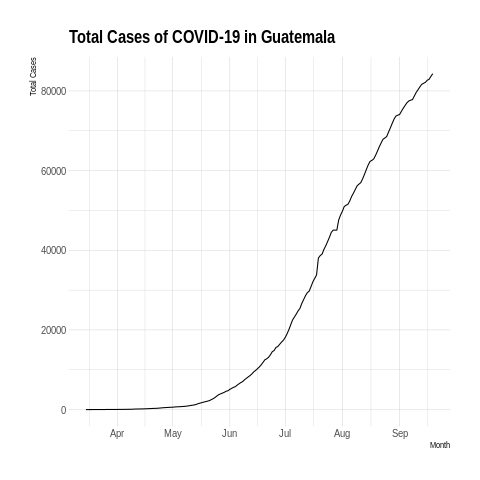 Total Cases of COVID-19 in Guatemala
Total Cases
80000
60000
40000
20000
0
Apr May Jun Jul Aug Sep
Month